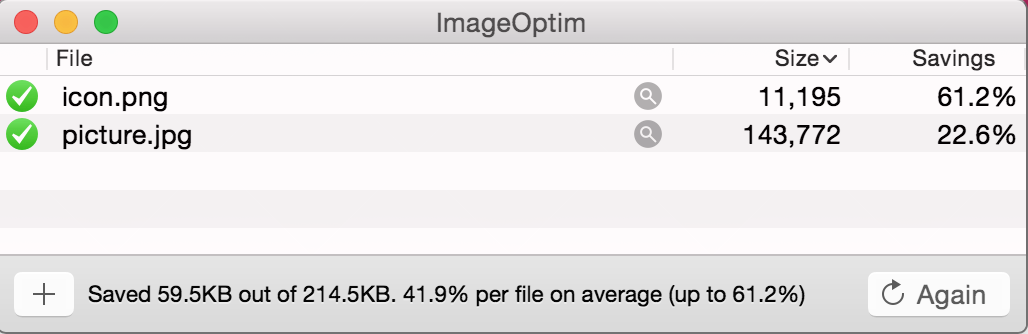 ImageOptim
File Size Savings
icon.png 11,195 61.2%
picture.jpg 143,772 22.6%
Saved 59.5KB out of 214.5KB. 41.9% per file on average (up to 61.2%) Again